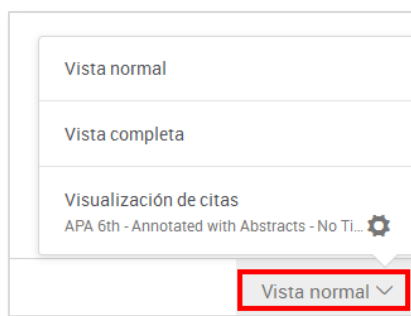 Vista normal
Vista completa
Visualización de citas
APA 6th - Annotated with Abstracts - No Ti...
Vista normal